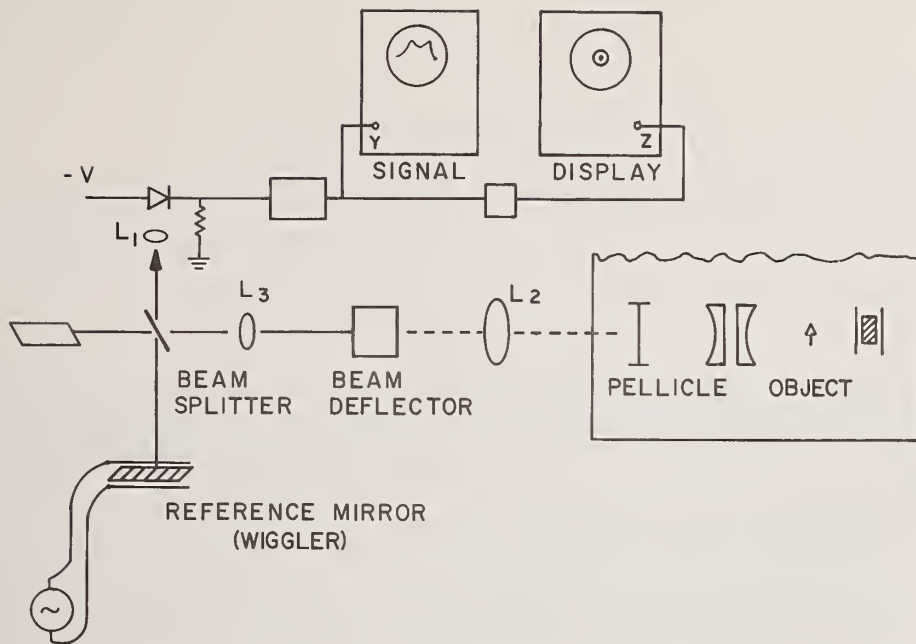 Y
SIGNAL
Z
DISPLAY
-V
L1
L3
L2
BEAM
SPLITTER
BEAM
DEFLECTOR
PELLICLE
OBJECT
REFERENCE MIRROR
(WIGGLER)
~